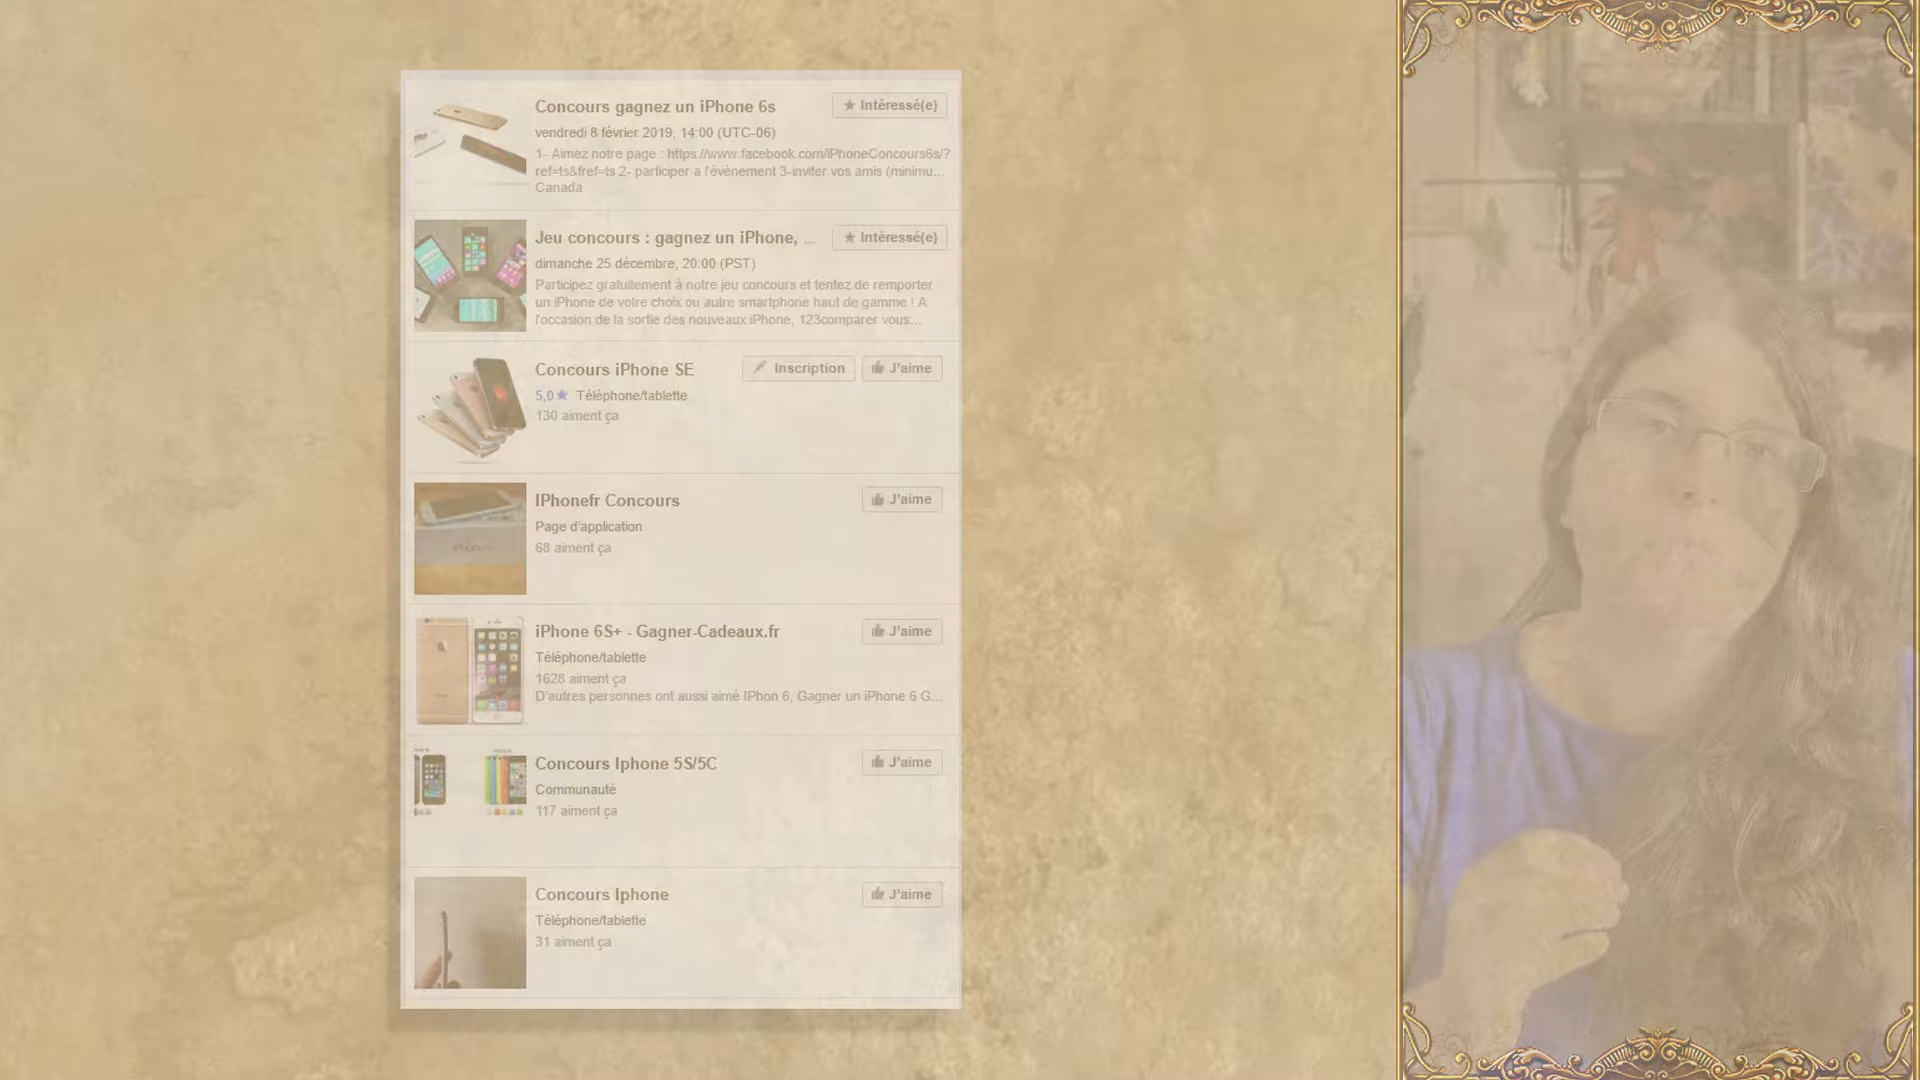 Concours gagnez un iPhone 6s
Intéressé(e)
vendredi 8 février 2019, 14:00 (UTC-06)
1- Aimez notre page : https://www.facebook.com/iPhoneConcours6s/?
ref=ts&fref=ts 2- participer a l'événement 3-inviter vos amis (minimu...
Canada
Jeu concours : gagnez un iPhone, ...
Intéressé(e)
dimanche 25 décembre, 20:00 (PST)
Participez gratuitement à notre jeu concours et tentez de remporter
un iPhone de votre choix ou autre smartphone haut de gamme ! A
l'occasion de la sortie des nouveaux iPhone, 123comparer vous...
Concours iPhone SE
Inscription
J'aime
5,0★ Téléphone/tablette
130 aiment ça
IPhonefr Concours
J'aime
Page d'application
68 aiment ça
iPhone 6S+ - Gagner-Cadeaux.fr
J'aime
Téléphone/tablette
1628 aiment ça
D'autres personnes ont aussi aimé IPhon 6, Gagner un iPhone 6 G...
Concours Iphone 5S/5C
J'aime
Communauté
117 aiment ça
Concours Iphone
J'aime
Téléphone/tablette
31 aiment ça